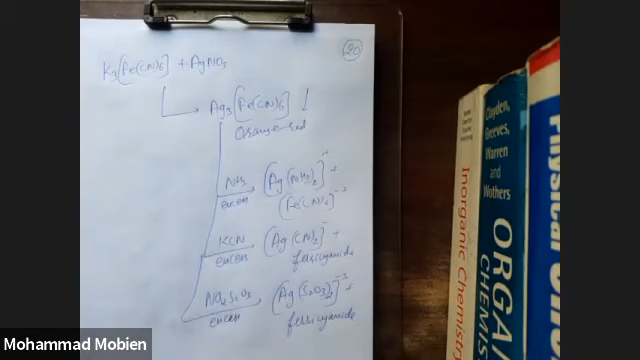 20
K3[Fe(CN)6] + AgNO3
Ag3[Fe(CN)6] ↓
Orange red
NH3
excess
[Ag(NH3)2]+ +
[Fe(CN)6]-3
KCN
excess
[Ag(CN)2]- +
ferricyanide
Na2S2O3
excess
[Ag(S2O3)2]-3 +
ferricyanide
Inorganic Chemistry
Clayden,
Greeves,
Warren
and
Wothers
ORGA
CHEMIS
Physical
Mohammad Mobien